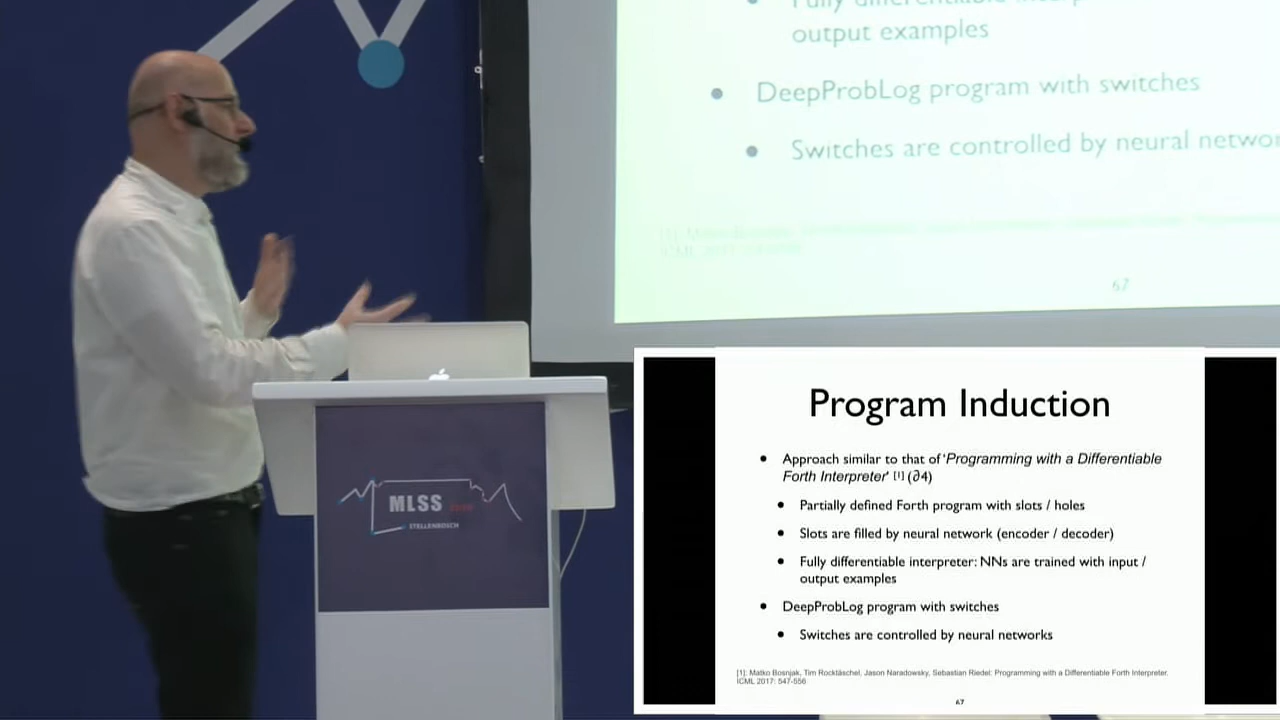 output examples
• DeepProbLog program with switches
• Switches are controlled by neural
67
MLSS
STELLENBOSCH
Program Induction
• Approach similar to that of 'Programming with a Differentiable
Forth Interpreter' [1] (∂4)
• Partially defined Forth program with slots / holes
• Slots are filled by neural network (encoder / decoder)
• Fully differentiable interpreter: NNs are trained with input /
output examples
• DeepProbLog program with switches
• Switches are controlled by neural networks
[1]: Matko Bosnjak, Tim Rocktäschel, Jason Naradowsky, Sebastian Riedel: Programming with a Differentiable Forth Interpreter.
ICML 2017: 547-556
67